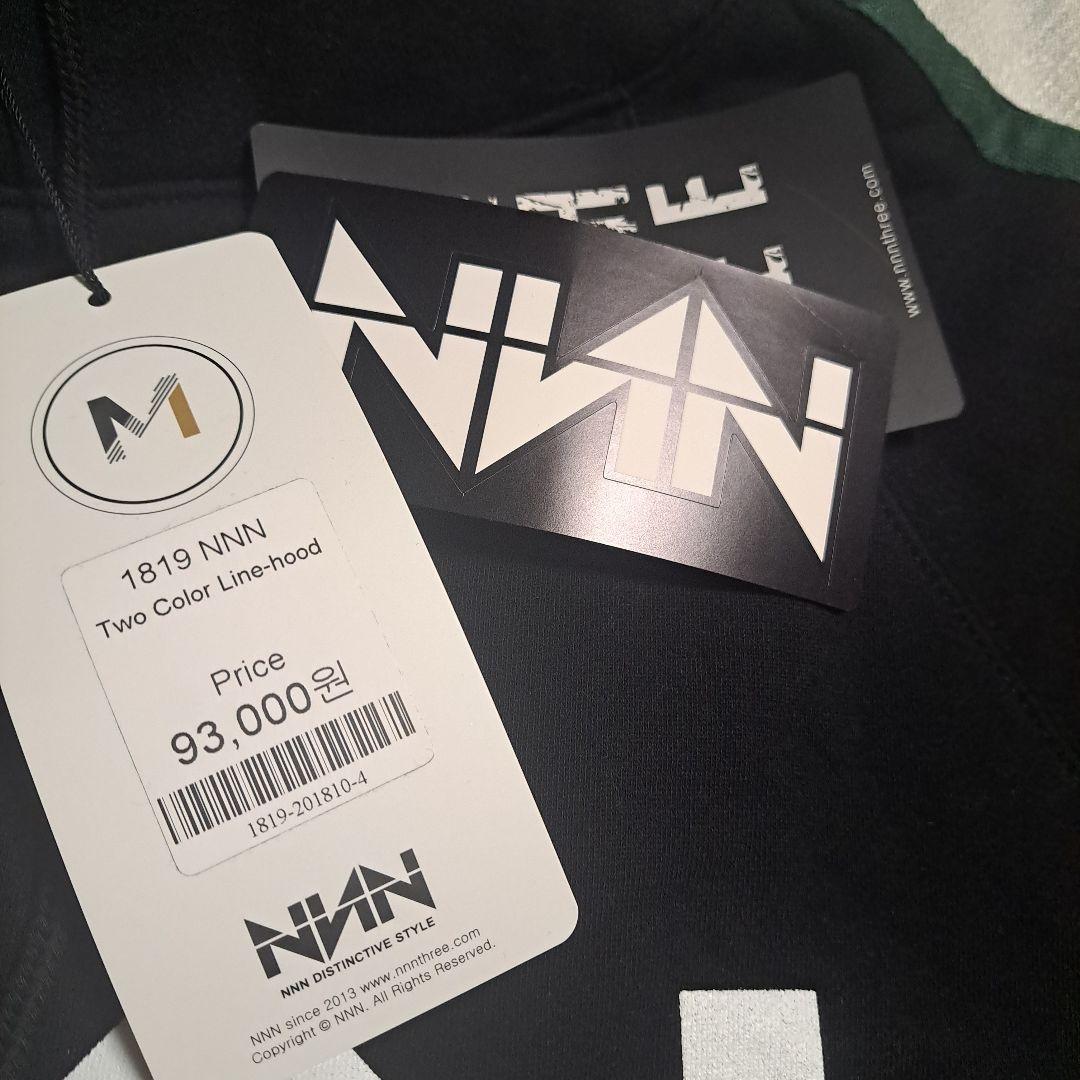 M
1819 NNN
Two Color Line-hood
Price
93,000원
1819-201810-4
NNN
NNN DISTINCTIVE STYLE
NNN since 2013 www.nnnthree.com
Copyright © NNN. All Rights Reserved.
NNN
www.nnnthree.com